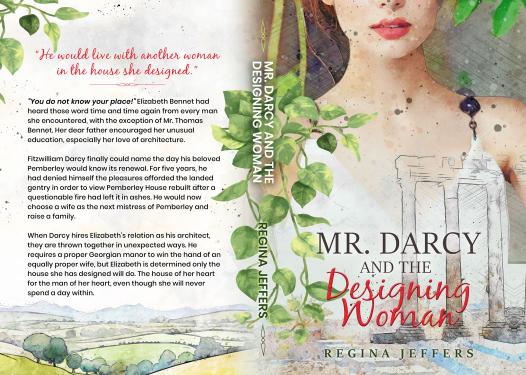 "He would live with another woman
in the house she designed."
"You do not know your place!" Elizabeth Bennet had
heard those word time and time again from every man
she encountered, with the exception of Mr. Thomas
Bennet. Her dear father encouraged her unusual
education, especially her love of architecture.
Fitzwilliam Darcy finally could name the day his beloved
Pemberley would know its renewal. For five years, he
had denied himself the pleasures afforded the landed
gentry in order to view Pemberley House rebuilt after a
questionable fire had left it in ashes. He would now
choose a wife as the next mistress of Pemberley and
raise a family.
When Darcy hires Elizabeth's relation as his architect,
they are thrown together in unexpected ways. He
requires a proper Georgian manor to win the hand of an
equally proper wife, but Elizabeth is determined only the
house she has designed will do. The house of her heart
for the man of her heart, even though she will never
spend a day within.
MR. DARCY AND THE
DESIGNING WOMAN
REGINA JEFFERS
MR. DARCY
AND THE
Designing
Woman
REGINA JEFFERS